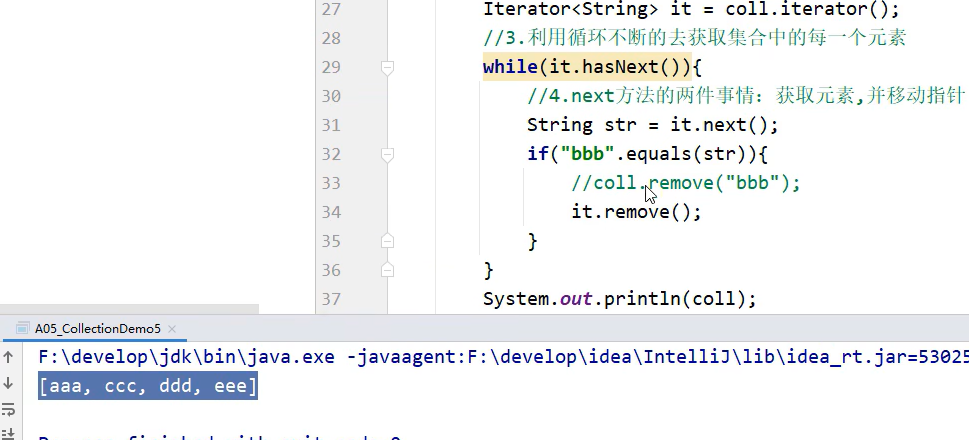 27 Iterator<String> it = coll.iterator();
28 //3.利用循环不断的去获取集合中的每一个元素
29 while(it.hasNext()){
30 //4.next方法的两件事情：获取元素,并移动指针
31 String str = it.next();
32 if("bbb".equals(str)){
33 //coll.remove("bbb");
34 it.remove();
35 }
36 }
37 System.out.println(coll);
A05_CollectionDemo5
F:\develop\jdk\bin\java.exe -javaagent:F:\develop\idea\IntelliJ\lib\idea_rt.jar=53025
[aaa, ccc, ddd, eee]